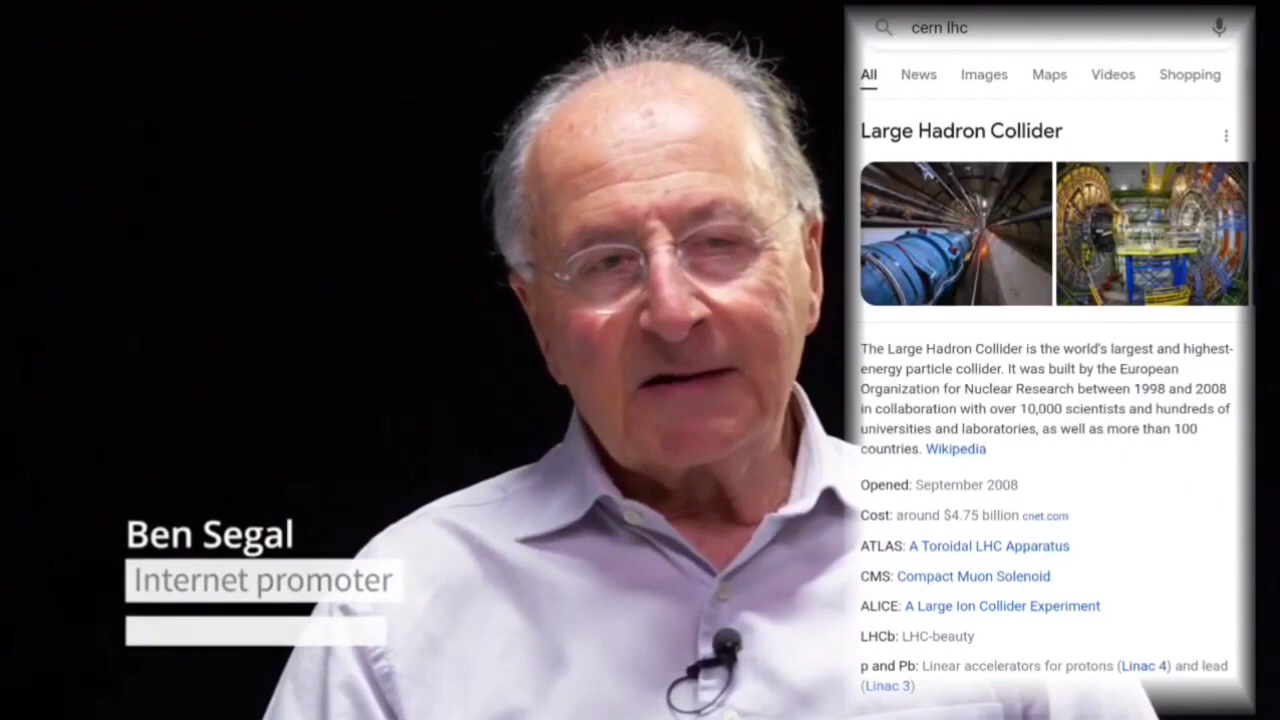 cern lhc
All News Images Maps Videos Shopping
Large Hadron Collider
The Large Hadron Collider is the world's largest and highest-
energy particle collider. It was built by the European
Organization for Nuclear Research between 1998 and 2008
in collaboration with over 10,000 scientists and hundreds of
universities and laboratories, as well as more than 100
countries. Wikipedia
Opened: September 2008
Cost: around $4.75 billion cnet.com
ATLAS: A Toroidal LHC Apparatus
CMS: Compact Muon Solenoid
ALICE: A Large Ion Collider Experiment
LHCb: LHC-beauty
p and Pb: Linear accelerators for protons (Linac 4) and lead
(Linac 3)
Ben Segal
Internet promoter